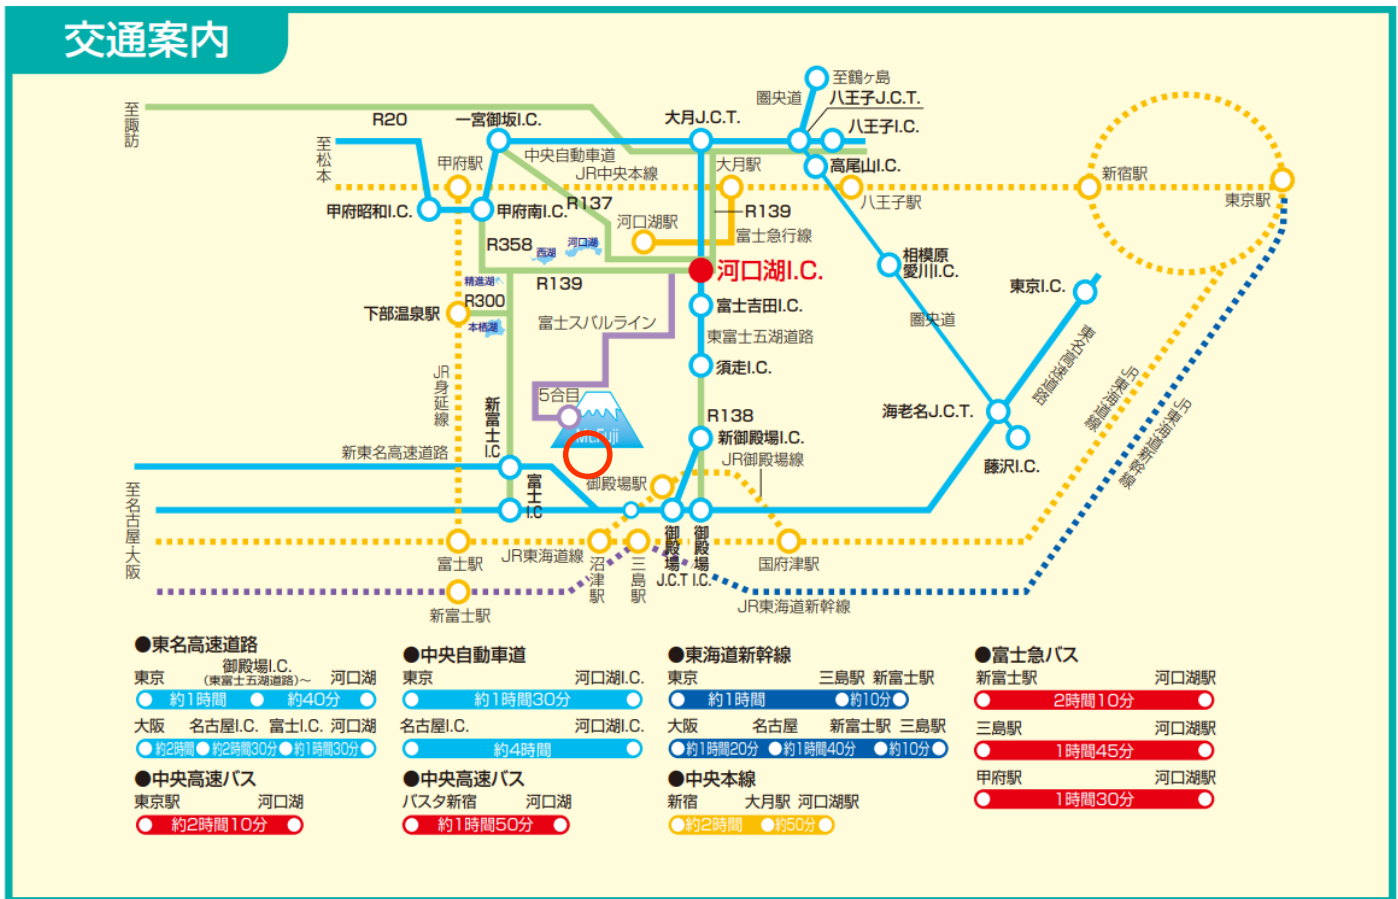 交通案内
至鶴ヶ島
圏央道
八王子J.C.T.
至諏訪
R20
一宮御坂I.C.
大月J.C.T.
八王子I.C.
至松本
甲府駅
中央自動車道
JR中央本線
大月駅
高尾山I.C.
新宿駅
東京駅
八王子駅
甲府昭和I.C.
甲府南I.C.
R137
河口湖駅
R139
富士急行線
R358
西湖
河口湖
河口湖I.C.
相模原
愛川I.C.
精進湖
R139
東京I.C.
R300
下部温泉駅
本栖湖
富士スバルライン
富士吉田I.C.
東富士五湖道路
圏央道
東名高速道路
須走I.C.
JR身延線
5合目
Mt.Fuji
新富士I.C
R138
新御殿場I.C.
海老名J.C.T.
JR東海道線
JR東海道新幹線
新東名高速道路
JR御殿場線
藤沢I.C.
御殿場駅
富士I.C
至名古屋・大阪
御殿場J.C.T
御殿場I.C.
富士駅
JR東海道線
沼津駅
三島駅
国府津駅
新富士駅
JR東海道新幹線
●東名高速道路
東京 御殿場I.C. 河口湖
(東富士五湖道路)～
約1時間 約40分
大阪 名古屋I.C. 富士I.C. 河口湖
約2時間 約2時間30分 約1時間30分
●中央高速バス
東京駅 河口湖
約2時間10分
●中央自動車道
東京 河口湖I.C.
約1時間30分
名古屋I.C. 河口湖I.C.
約4時間
●中央高速バス
バスタ新宿 河口湖
約1時間50分
●東海道新幹線
東京 三島駅 新富士駅
約1時間 約10分
大阪 名古屋 新富士駅 三島駅
約1時間20分 約1時間40分 約10分
●中央本線
新宿 大月駅 河口湖駅
約2時間 約50分
●富士急バス
新富士駅 河口湖駅
2時間10分
三島駅 河口湖駅
1時間45分
甲府駅 河口湖駅
1時間30分